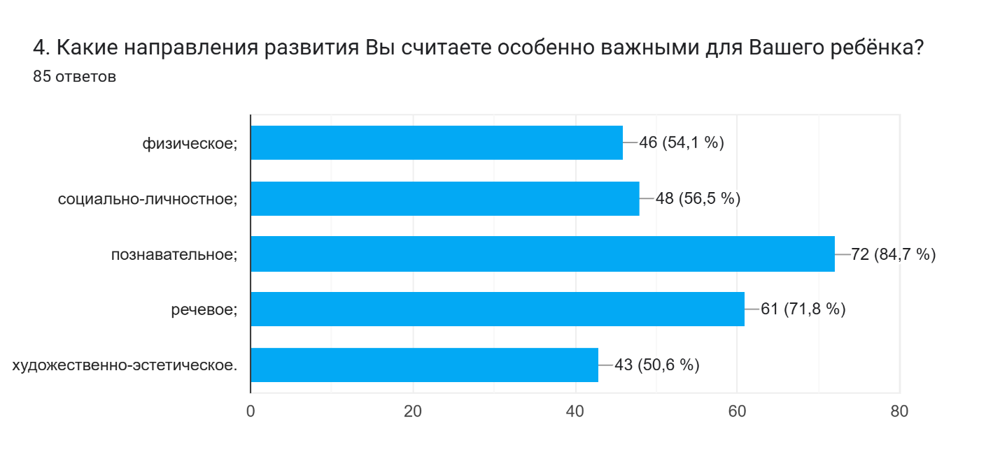 4. Какие направления развития Вы считаете особенно важными для Вашего ребёнка?
85 ответов
физическое;
46 (54,1 %)
социально-личностное;
48 (56,5 %)
познавательное;
72 (84,7 %)
речевое;
61 (71,8 %)
художественно-эстетическое.
43 (50,6 %)
0 20 40 60 80